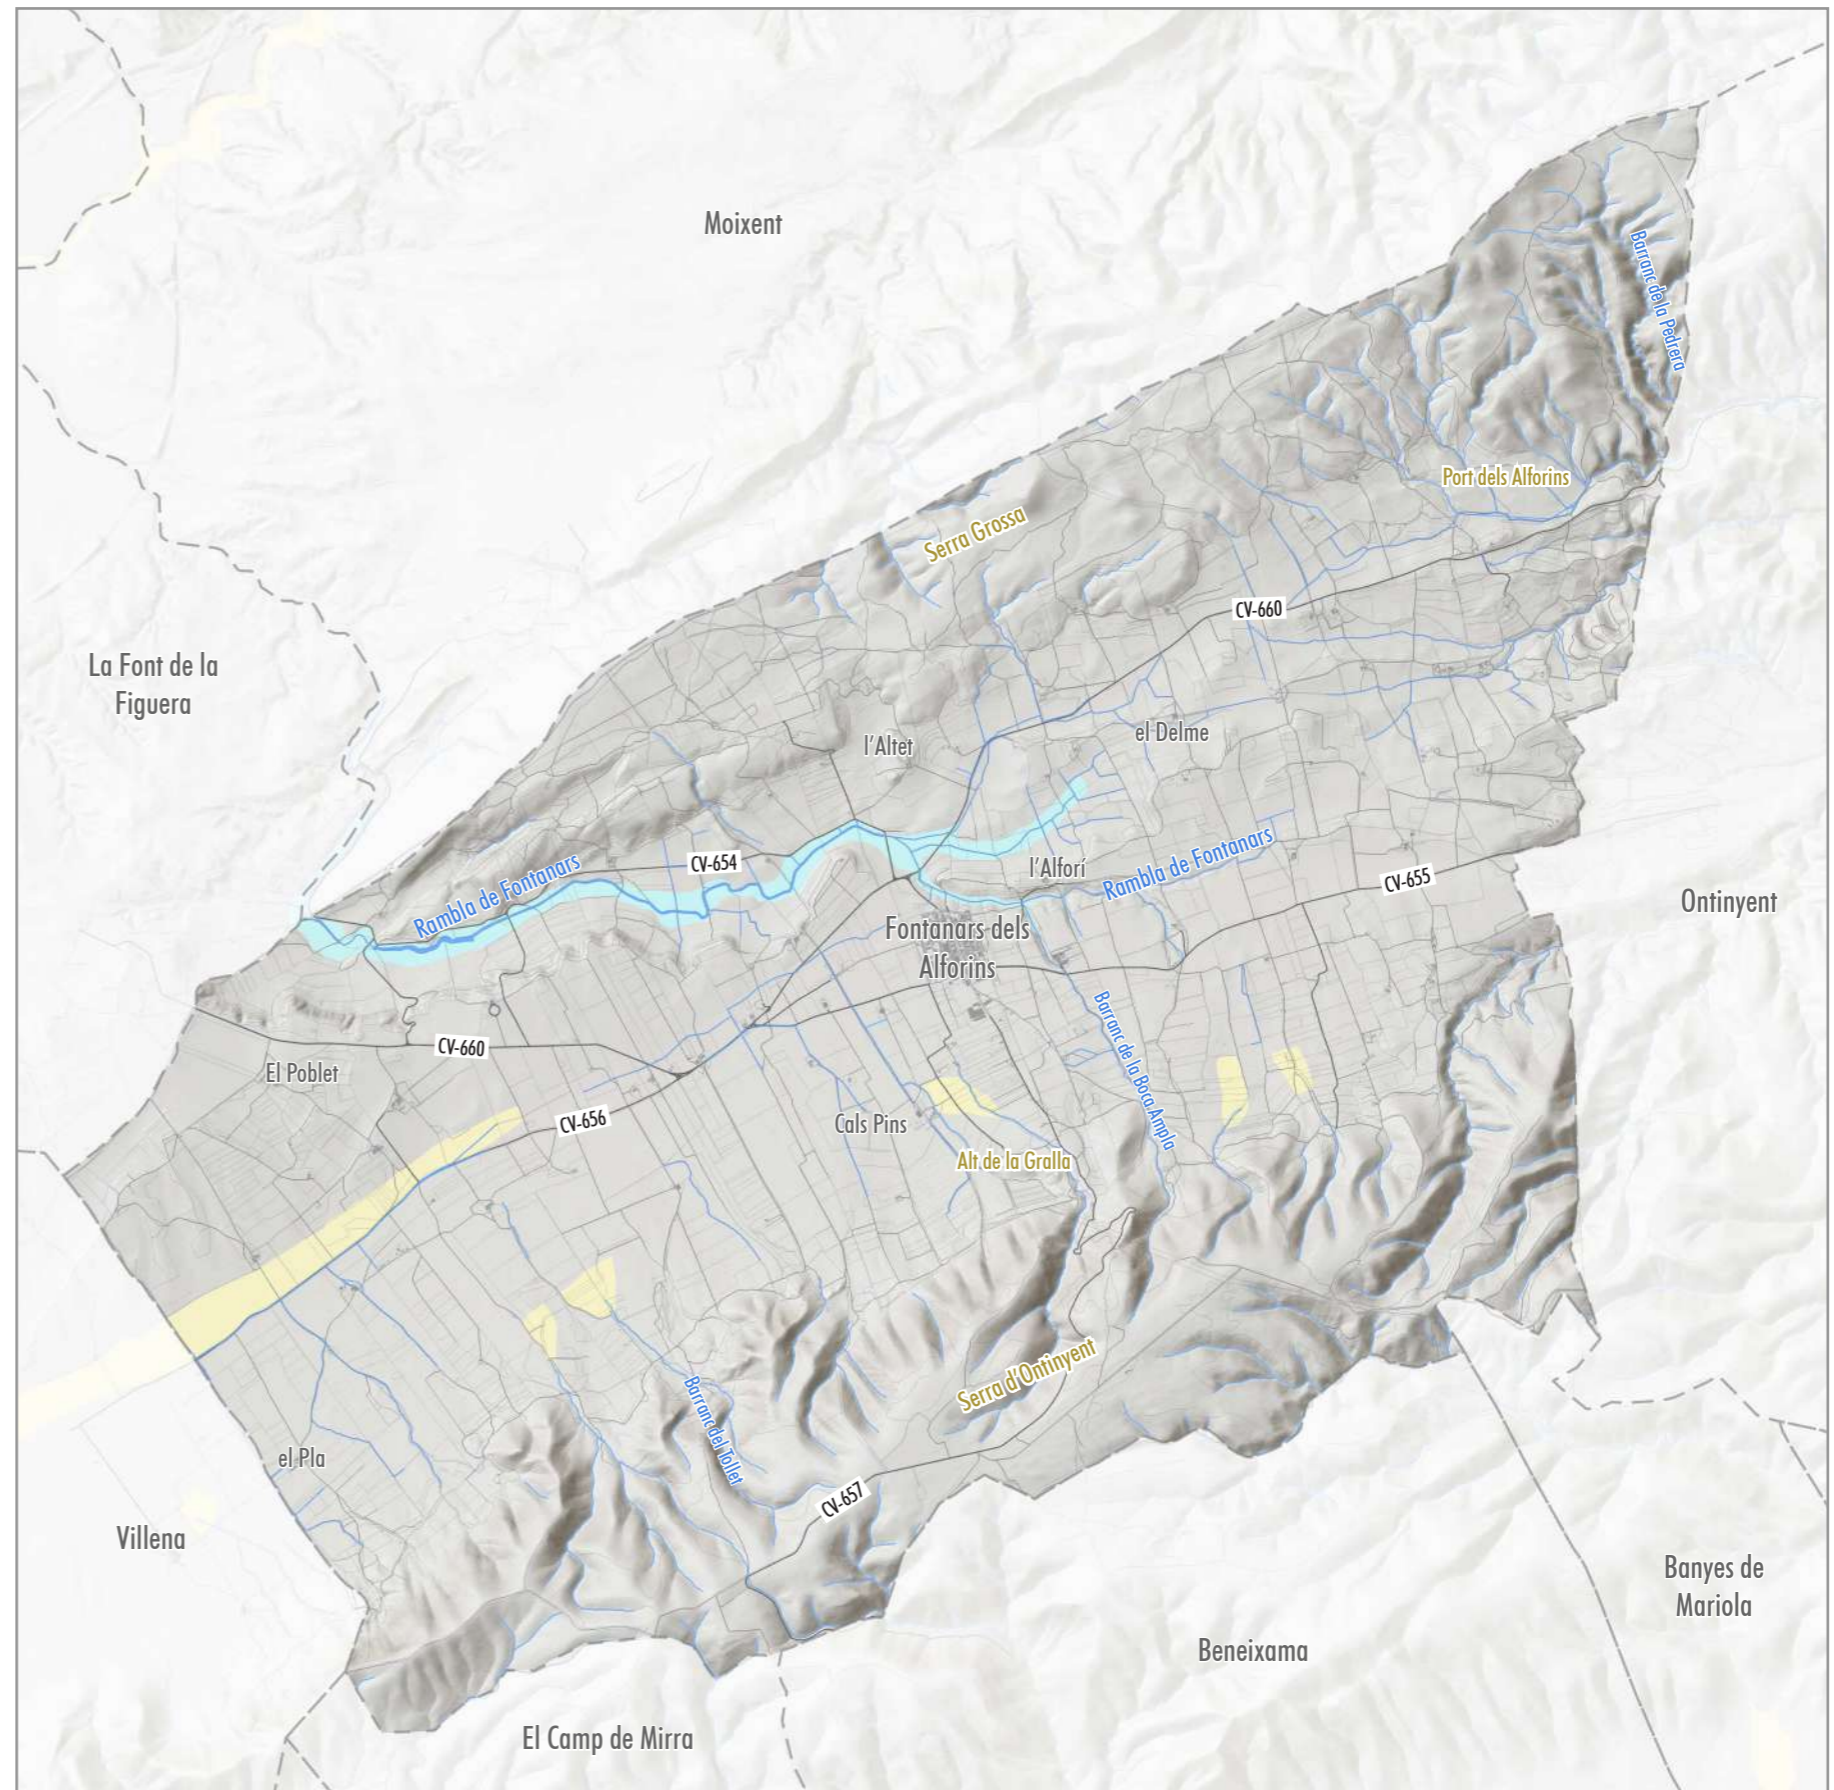 Moixent
Barranc de la Pedrera
Port dels Alforins
Serra Grossa
CV-660
La Font de la
Figuera
l'Altet
el Delme
CV-654
l'Alforí
Rambla de Fontanars
Rambla de Fontanars
CV-655
Ontinyent
Fontanars dels
Alforins
CV-660
El Poblet
Barranc de la Boca Ampla
CV-656
Cals Pins
Alt de la Gralla
Serra d'Ontinyent
Barranc del Tollet
el Pla
CV-657
Villena
Banyes de
Mariola
Beneixama
El Camp de Mirra